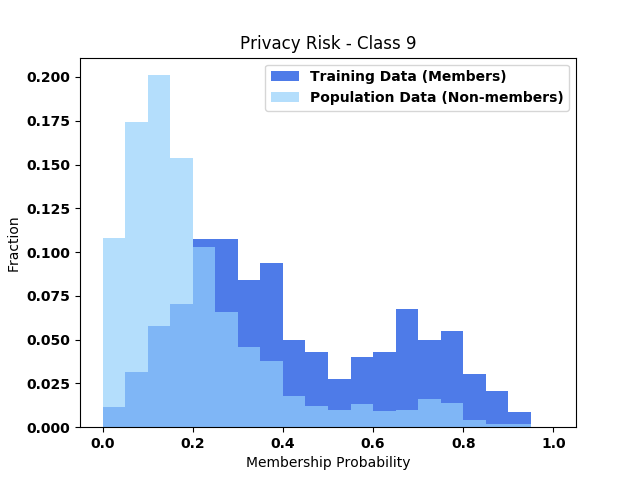 Privacy Risk - Class 9
Training Data (Members)
Population Data (Non-members)
0.200
0.175
0.150
0.125
0.100
0.075
0.050
0.025
0.000
Fraction
0.0 0.2 0.4 0.6 0.8 1.0
Membership Probability